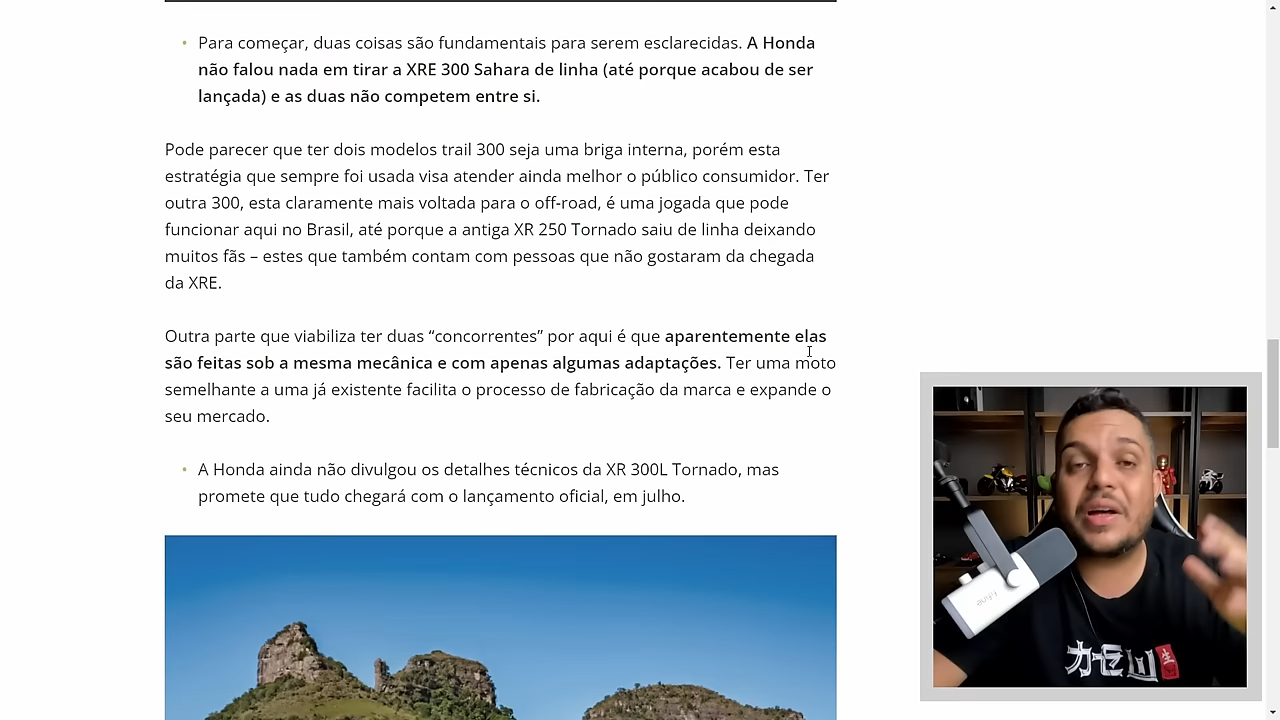 Para começar, duas coisas são fundamentais para serem esclarecidas. A Honda
não falou nada em tirar a XRE 300 Sahara de linha (até porque acabou de ser
lançada) e as duas não competem entre si.
Pode parecer que ter dois modelos trail 300 seja uma briga interna, porém esta
estratégia que sempre foi usada visa atender ainda melhor o público consumidor. Ter
outra 300, esta claramente mais voltada para o off-road, é uma jogada que pode
funcionar aqui no Brasil, até porque a antiga XR 250 Tornado saiu de linha deixando
muitos fãs – estes que também contam com pessoas que não gostaram da chegada
da XRE.
Outra parte que viabiliza ter duas “concorrentes” por aqui é que aparentemente elas
são feitas sob a mesma mecânica e com apenas algumas adaptações. Ter uma moto
semelhante a uma já existente facilita o processo de fabricação da marca e expande o
seu mercado.
A Honda ainda não divulgou os detalhes técnicos da XR 300L Tornado, mas
promete que tudo chegará com o lançamento oficial, em julho.